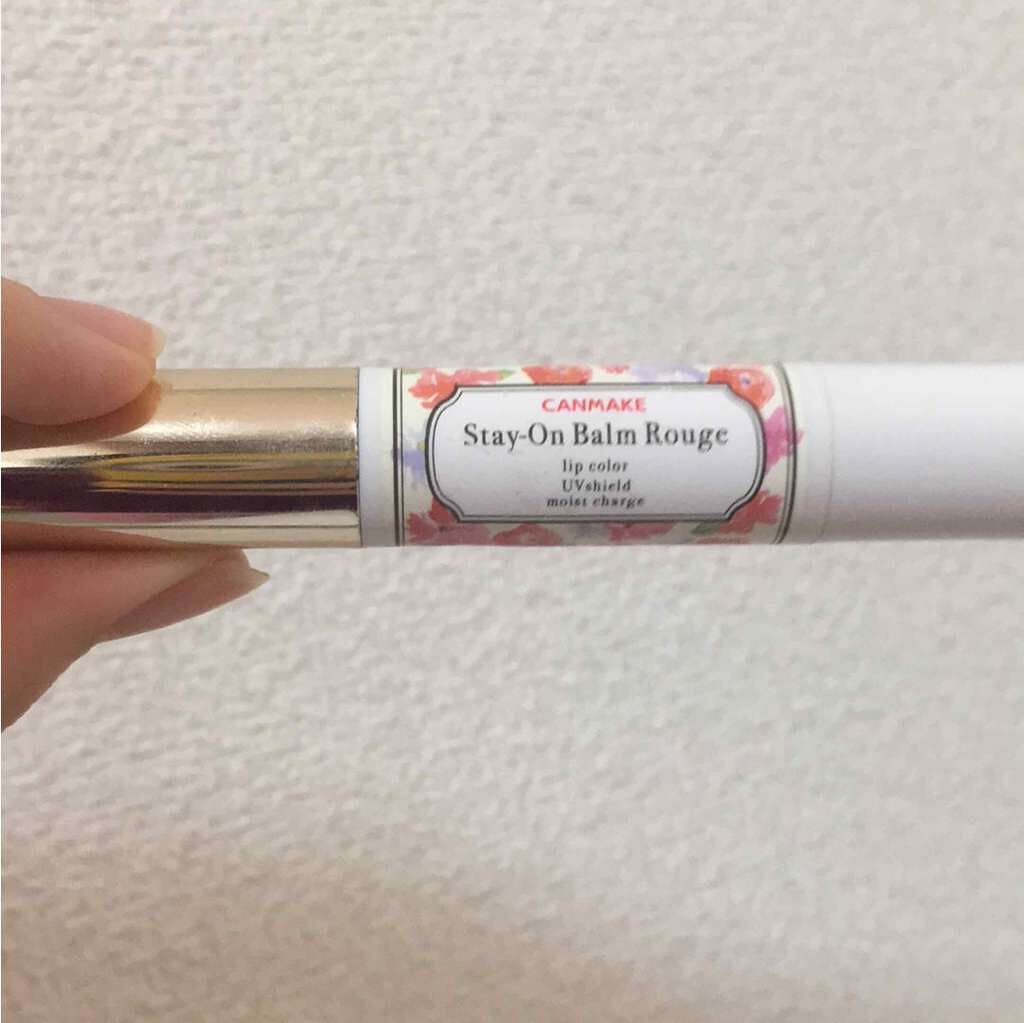 CANMAKE
Stay-On Balm Rouge
lip color
UVshield
moist charge